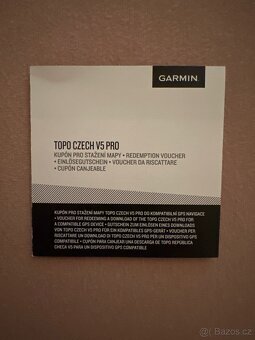 GARMIN
TOPO CZECH V5 PRO
KUPÓN PRO STAŽENÍ MAPY • REDEMPTION VOUCHER
• EINLÖSEGUTSCHEIN • VOUCHER DA RISCATTARE
• CUPÓN CANJEABLE
KUPÓN PRO STAŽENÍ MAPY TOPO CZECH V5 PRO DO KOMPATIBILNÍ GPS NAVIGACE
• VOUCHER FOR REDEEMING A DOWNLOAD OF THE TOPO CZECH V5 PRO FOR
A COMPATIBLE GPS DEVICE • GUTSCHEIN ZUM EINLÖSEN EINES DOWNLOADS
VON TOPO CZECH V5 PRO FÜR EIN KOMPATIBLES GPS-GERÄT • VOUCHER PER
RISCATTARE UN DOWNLOAD DI TOPO CZECH V5 PRO PER UN DISPOSITIVO GPS
COMPATIBILE • CUPÓN PARA CANJEAR UNA DESCARGA DE TOPO REPÚBLICA
CHECA V5 PARA UN DISPOSITIVO GPS COMPATIBLE
Bazos.cz